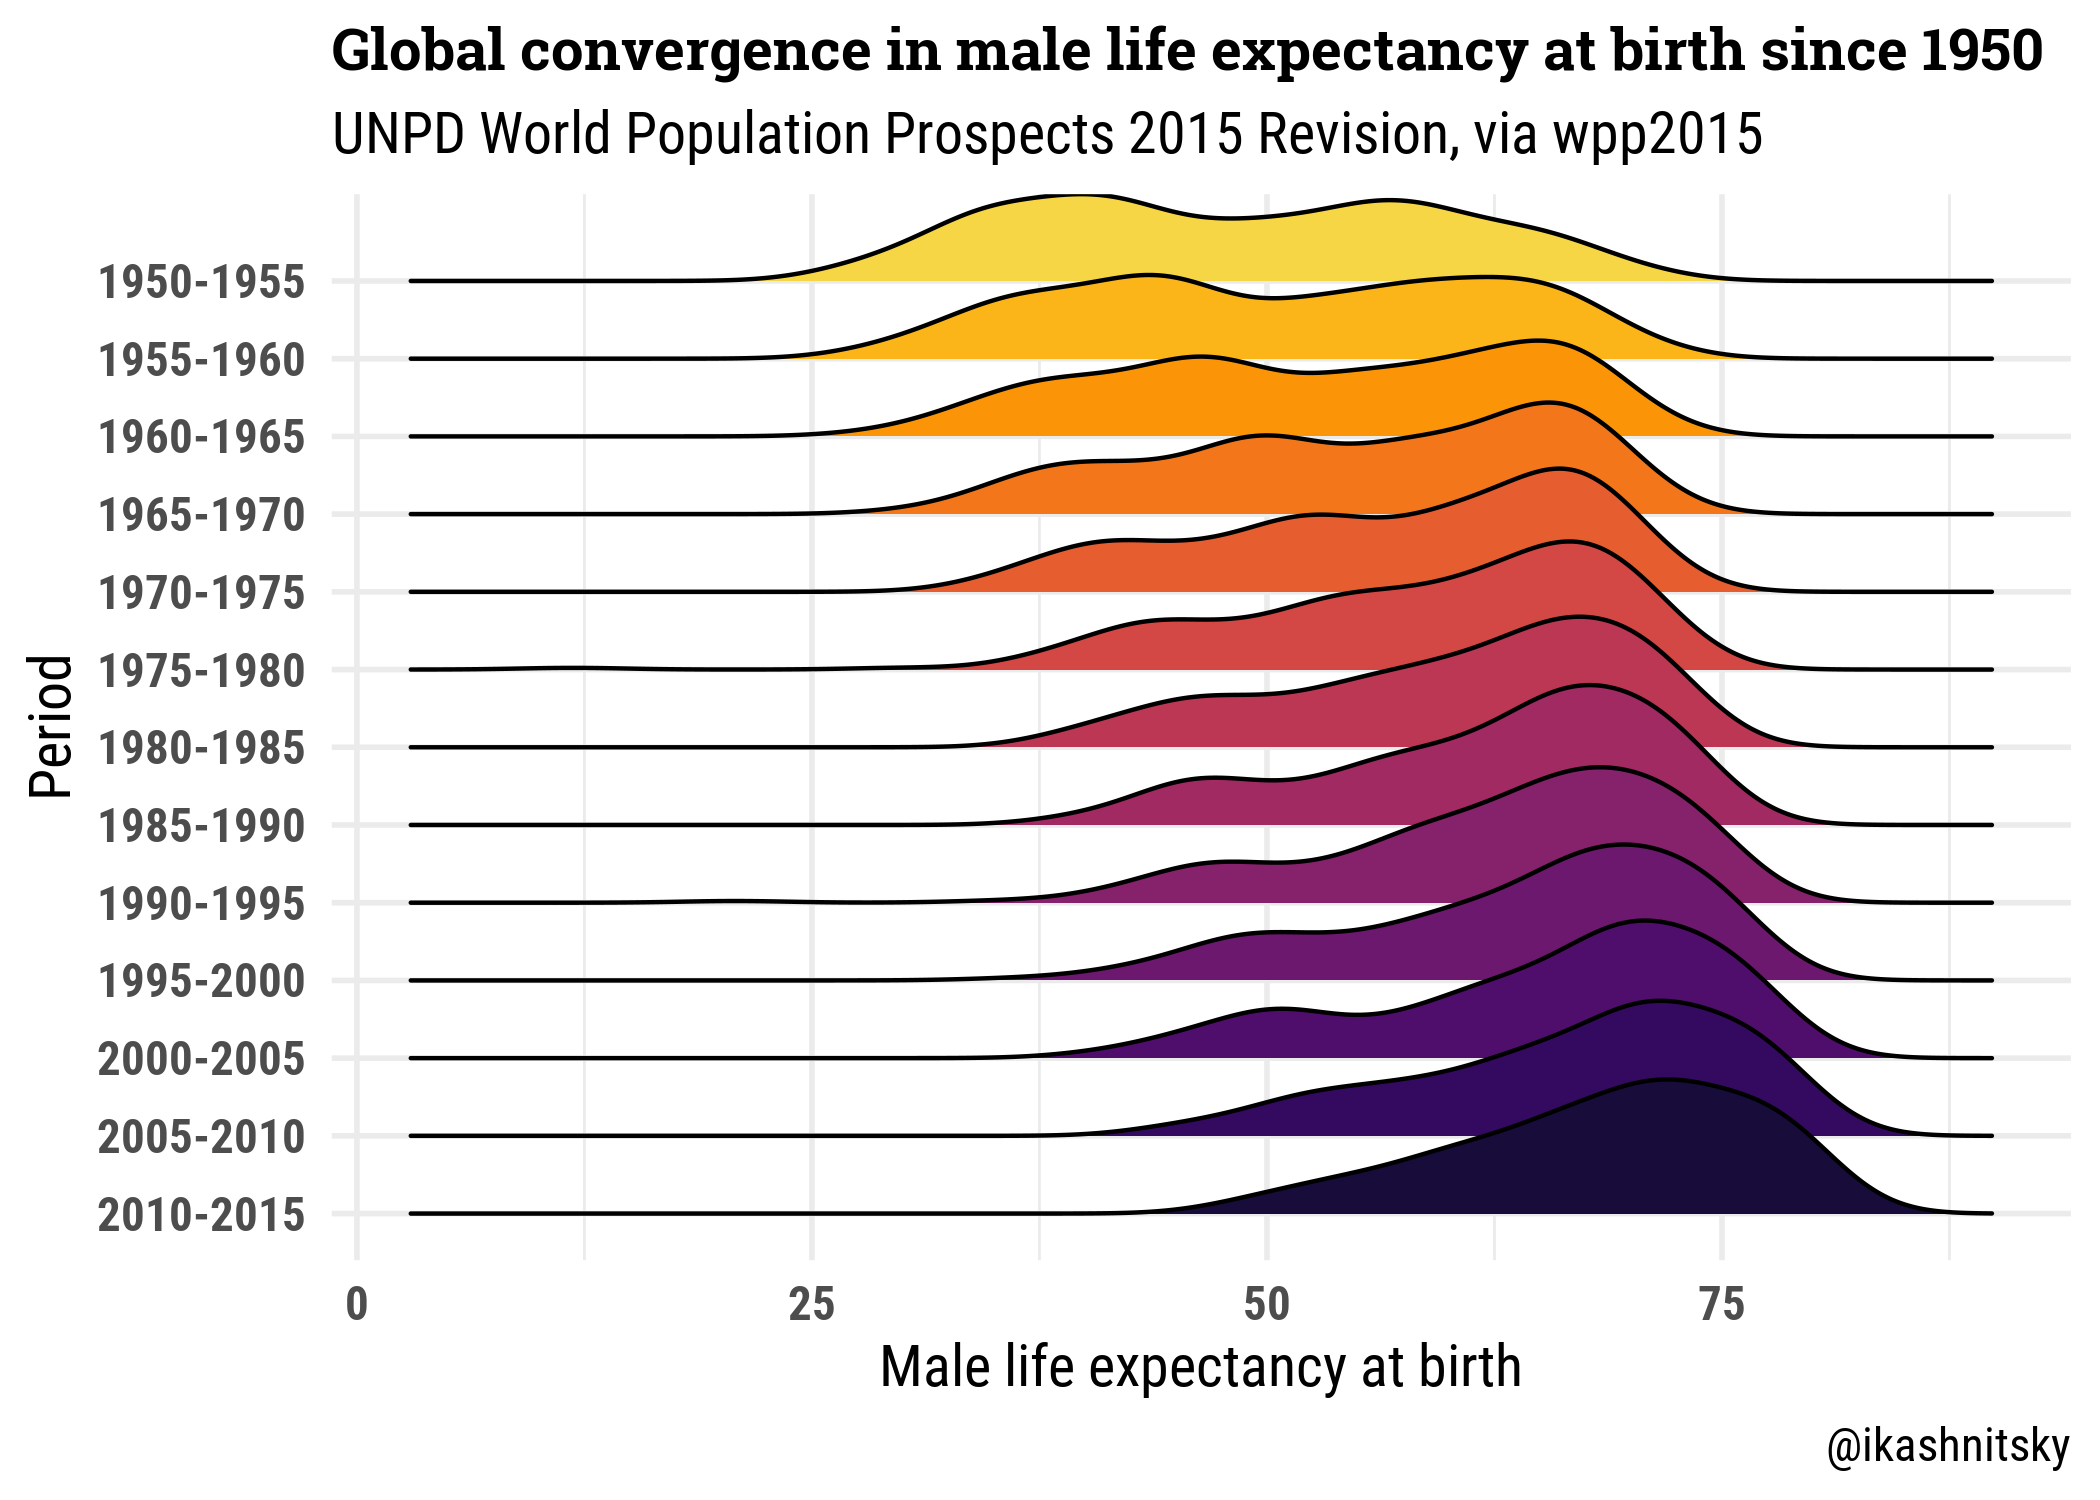 Global convergence in male life expectancy at birth since 1950
UNPD World Population Prospects 2015 Revision, via wpp2015
Period
1950-1955
1955-1960
1960-1965
1965-1970
1970-1975
1975-1980
1980-1985
1985-1990
1990-1995
1995-2000
2000-2005
2005-2010
2010-2015
0 25 50 75
Male life expectancy at birth
@ikashnitsky